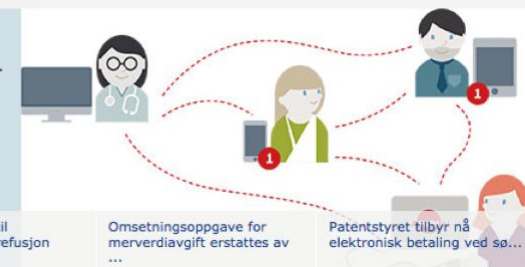 1
1
il
efusjon
Omsetningsoppgave for
merverdiavgift erstattes av
...
Patentstyret tilbyr nå
elektronisk betaling ved sø...